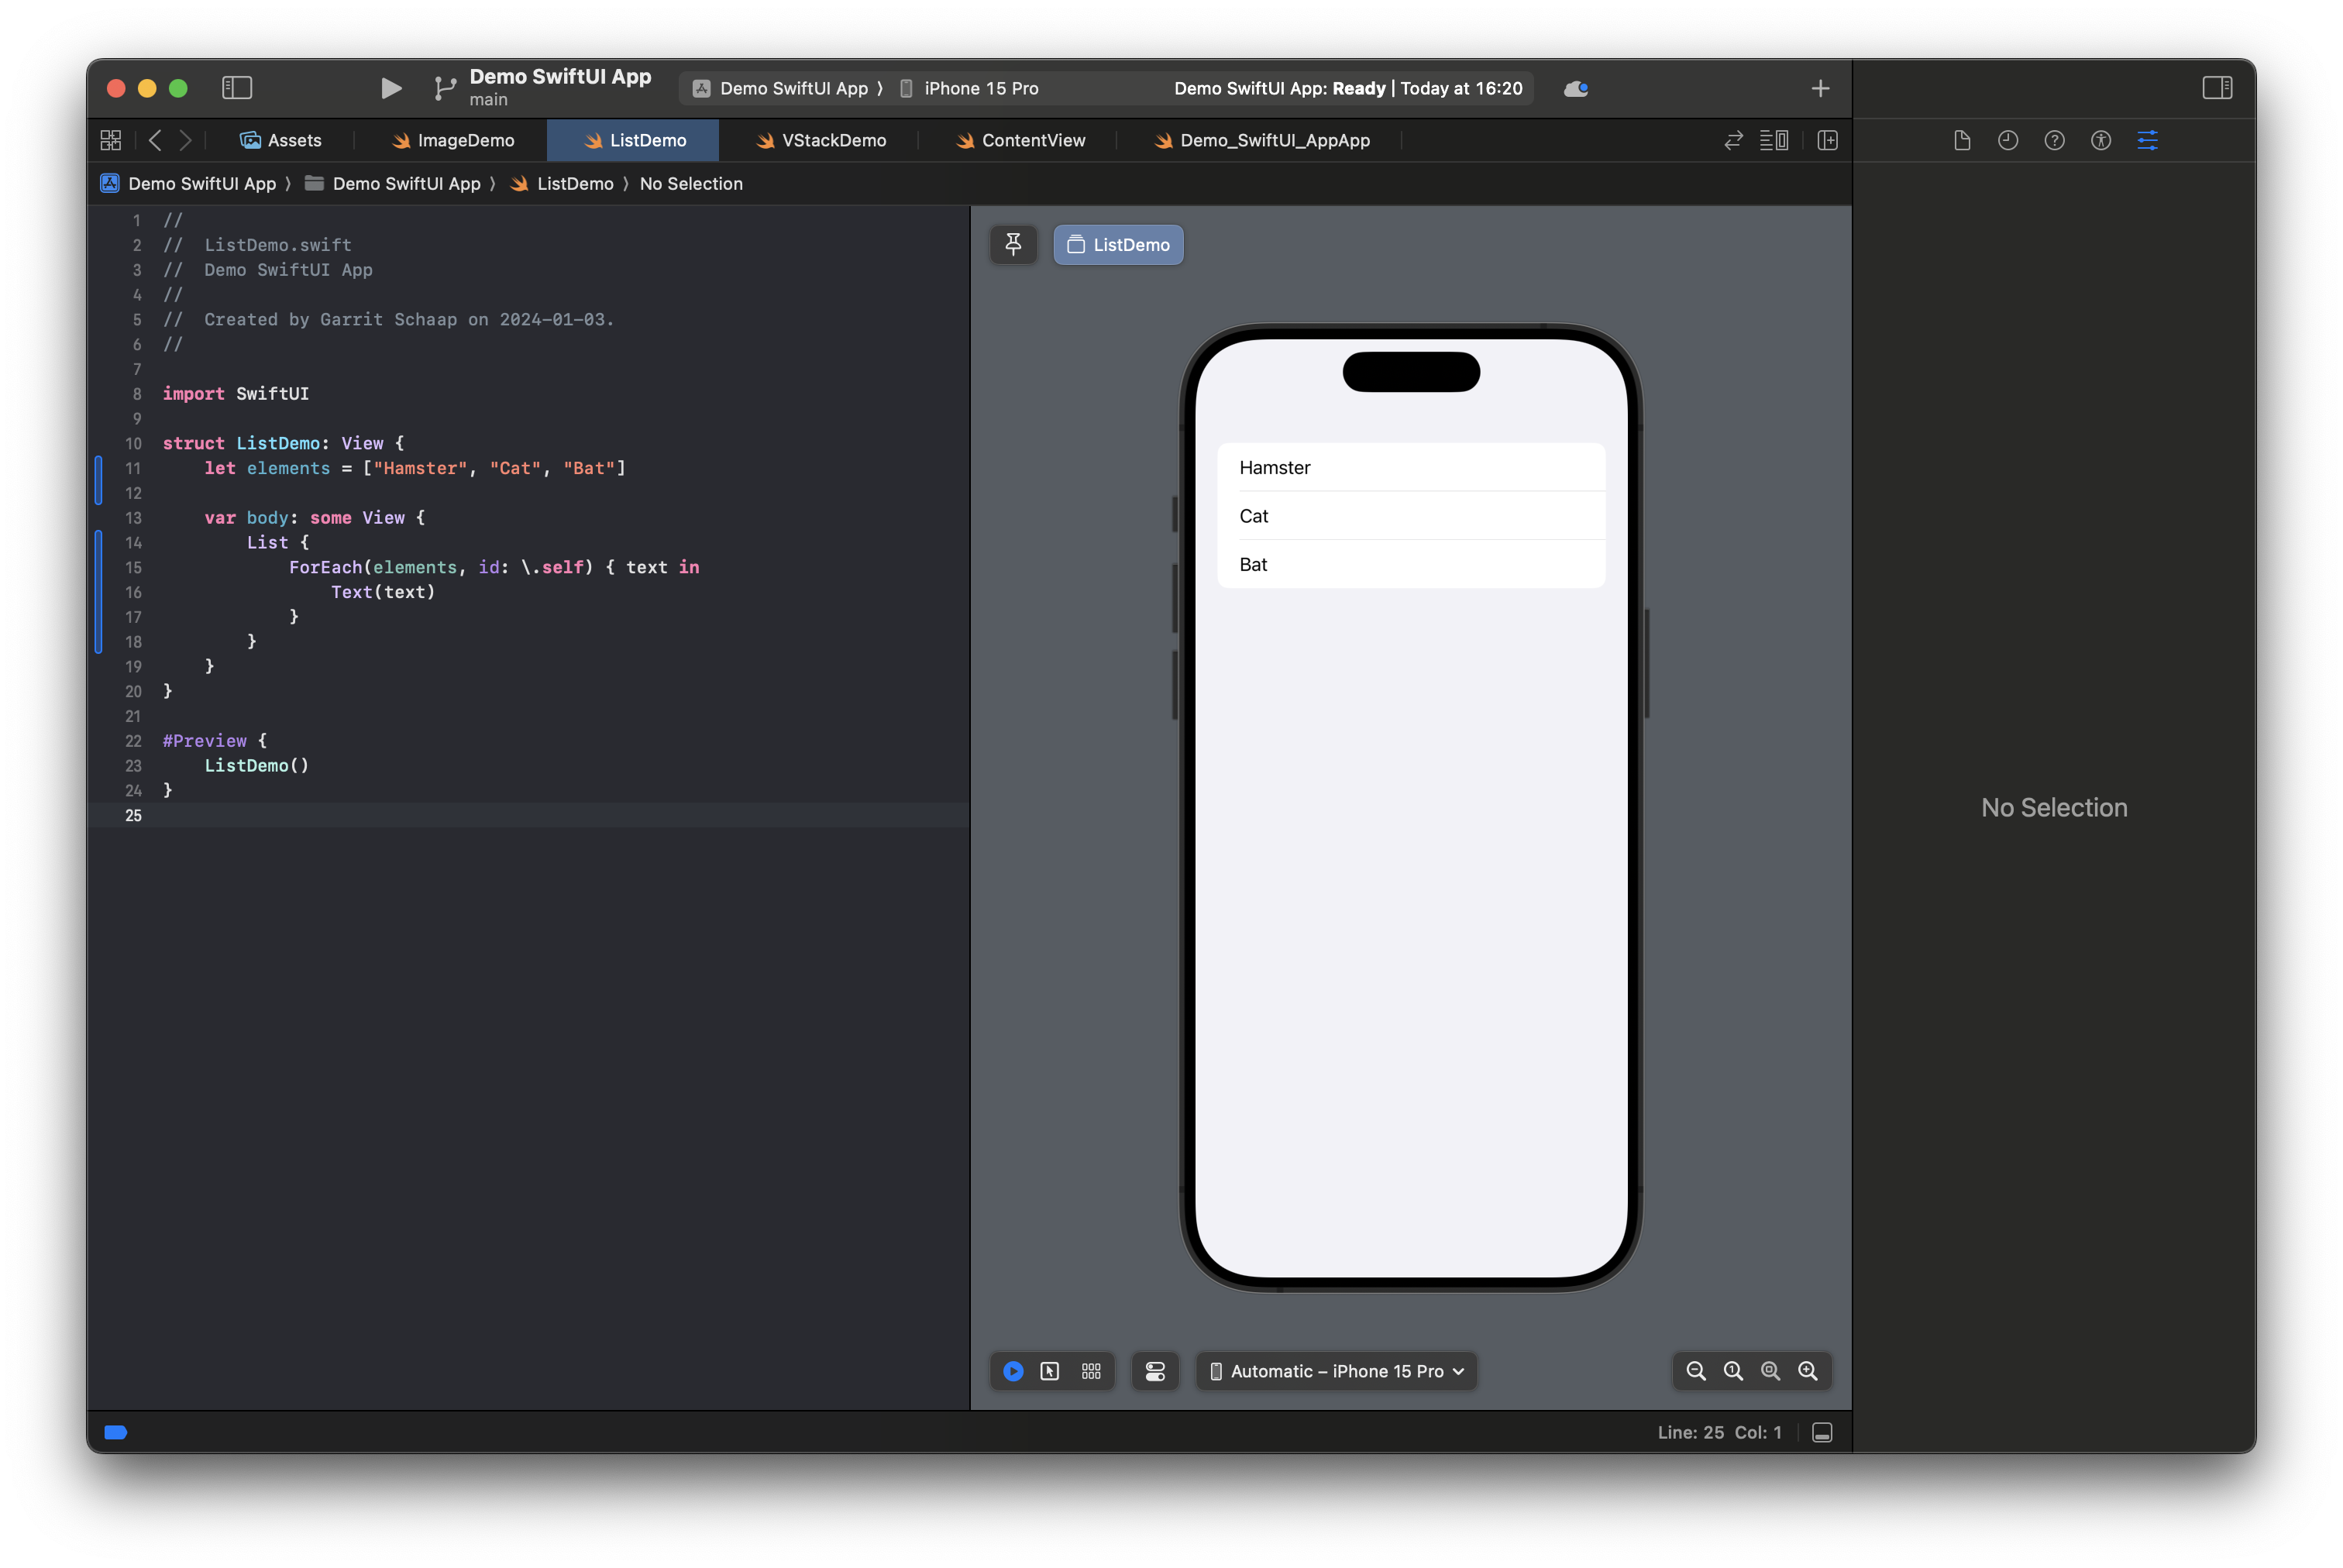 Demo SwiftUI App
main
Demo SwiftUI App ⟩ iPhone 15 Pro
Demo SwiftUI App: Ready | Today at 16:20
Assets
ImageDemo
ListDemo
VStackDemo
ContentView
Demo_SwiftUI_AppApp
Demo SwiftUI App ⟩ Demo SwiftUI App ⟩ ListDemo ⟩ No Selection
1 //
2 //  ListDemo.swift
3 //  Demo SwiftUI App
4 //
5 //  Created by Garrit Schaap on 2024-01-03.
6 //
7
8 import SwiftUI
9
10 struct ListDemo: View {
11     let elements = ["Hamster", "Cat", "Bat"]
12
13     var body: some View {
14         List {
15             ForEach(elements, id: \.self) { text in
16                 Text(text)
17             }
18         }
19     }
20 }
21
22 #Preview {
23     ListDemo()
24 }
25
ListDemo
Hamster
Cat
Bat
Automatic – iPhone 15 Pro
No Selection
Line: 25 Col: 1